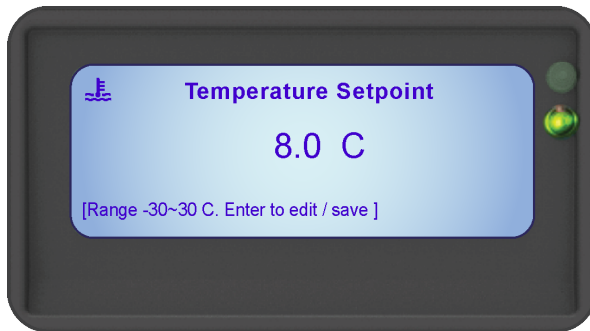 Temperature Setpoint
8.0 C
[Range -30~30 C. Enter to edit / save ]